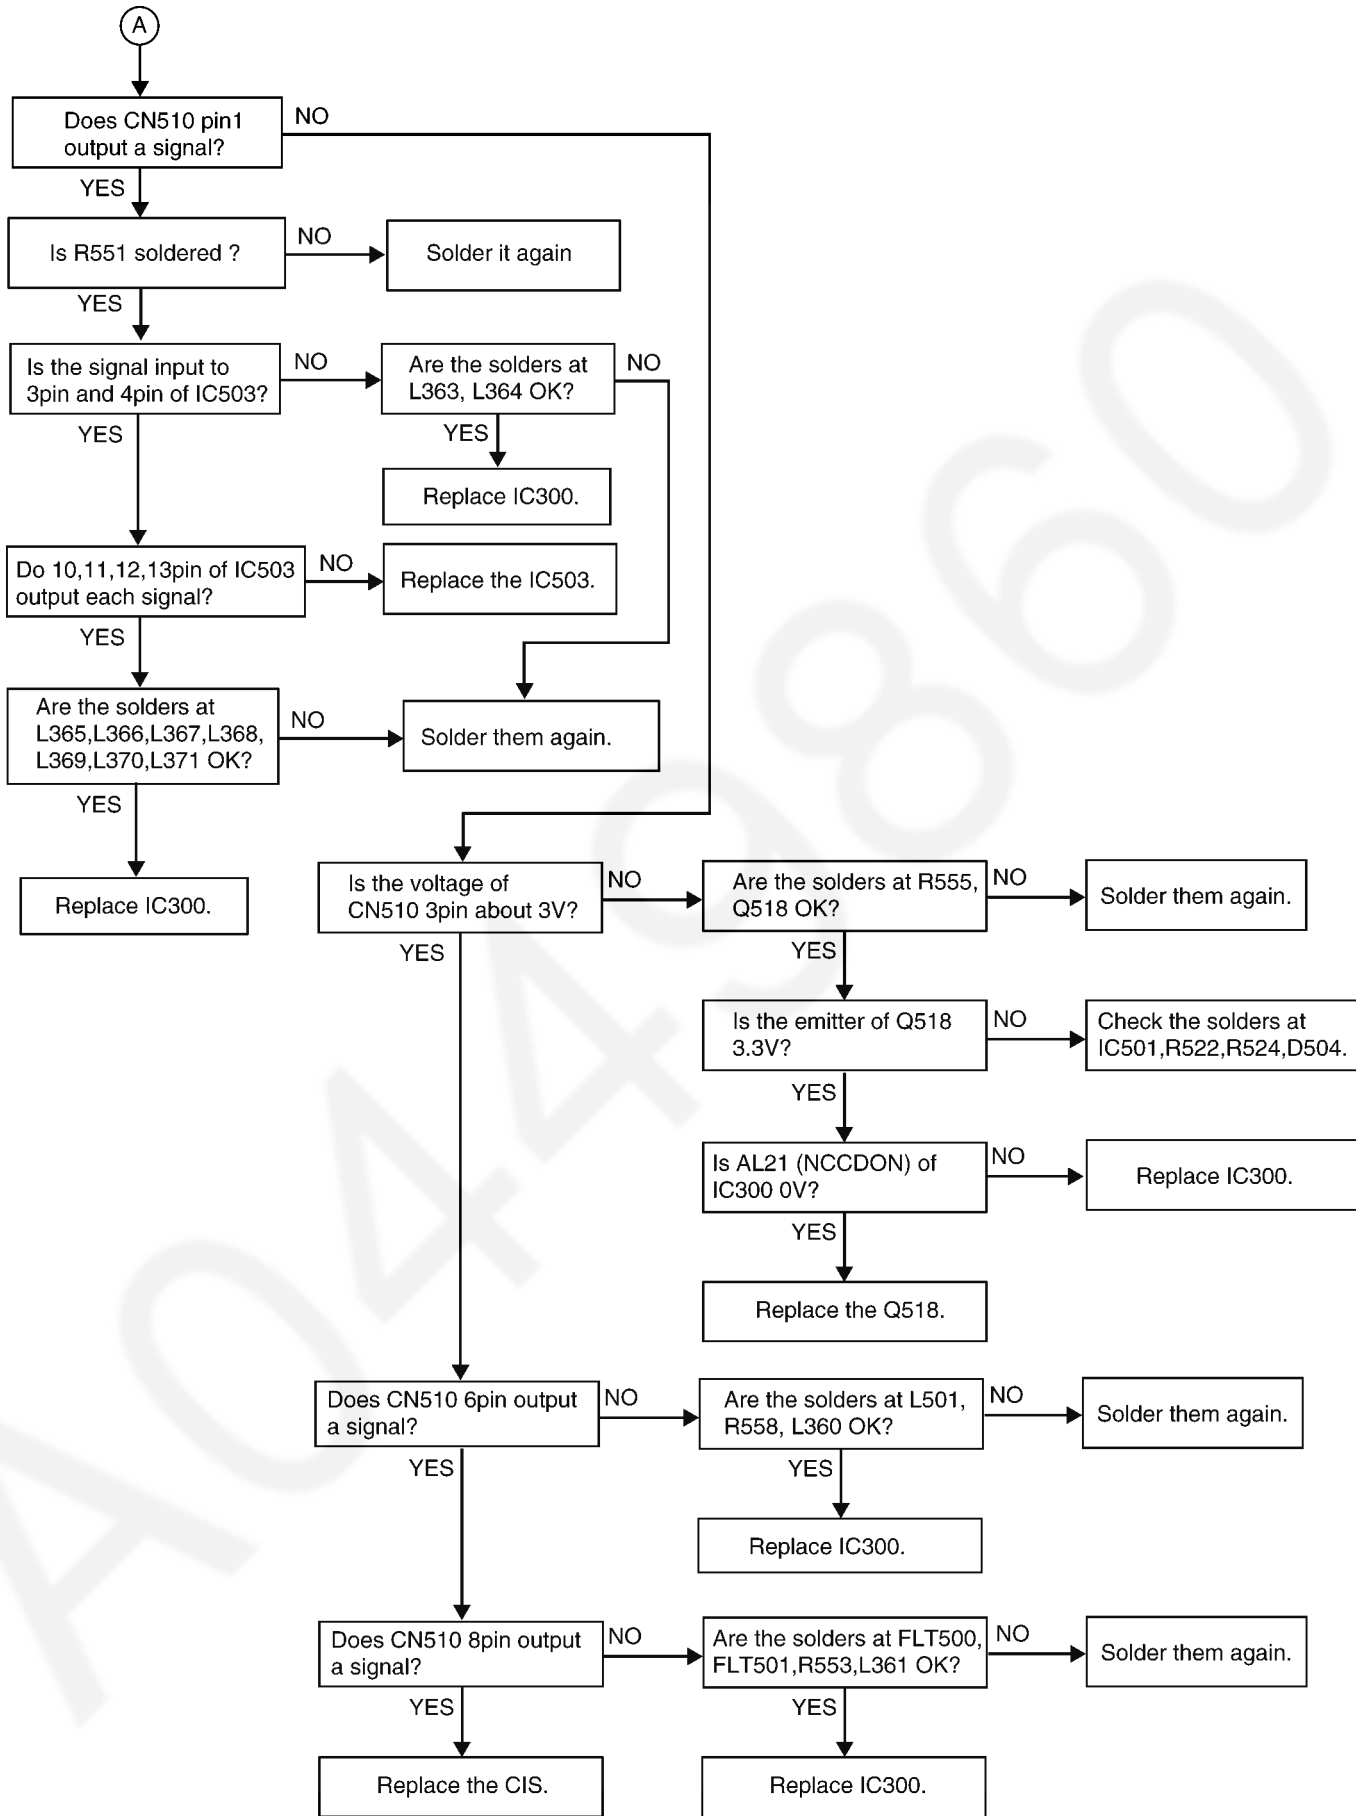 A
Does CN510 pin1
output a signal?
NO
YES
Is R551 soldered ?
NO
Solder it again
YES
Is the signal input to
3pin and 4pin of IC503?
NO
Are the solders at
L363, L364 OK?
NO
YES
YES
Replace IC300.
Do 10,11,12,13pin of IC503
output each signal?
NO
Replace the IC503.
YES
Are the solders at
L365,L366,L367,L368,
L369,L370,L371 OK?
NO
Solder them again.
YES
Replace IC300.
Is the voltage of
CN510 3pin about 3V?
NO
Are the solders at R555,
Q518 OK?
NO
Solder them again.
YES
YES
Is the emitter of Q518
3.3V?
NO
Check the solders at
IC501,R522,R524,D504.
YES
Is AL21 (NCCDON) of
IC300 0V?
NO
Replace IC300.
YES
Replace the Q518.
Does CN510 6pin output
a signal?
NO
Are the solders at L501,
R558, L360 OK?
NO
Solder them again.
YES
YES
Replace IC300.
Does CN510 8pin output
a signal?
NO
Are the solders at FLT500,
FLT501,R553,L361 OK?
NO
Solder them again.
YES
YES
Replace the CIS.
Replace IC300.
A0449860